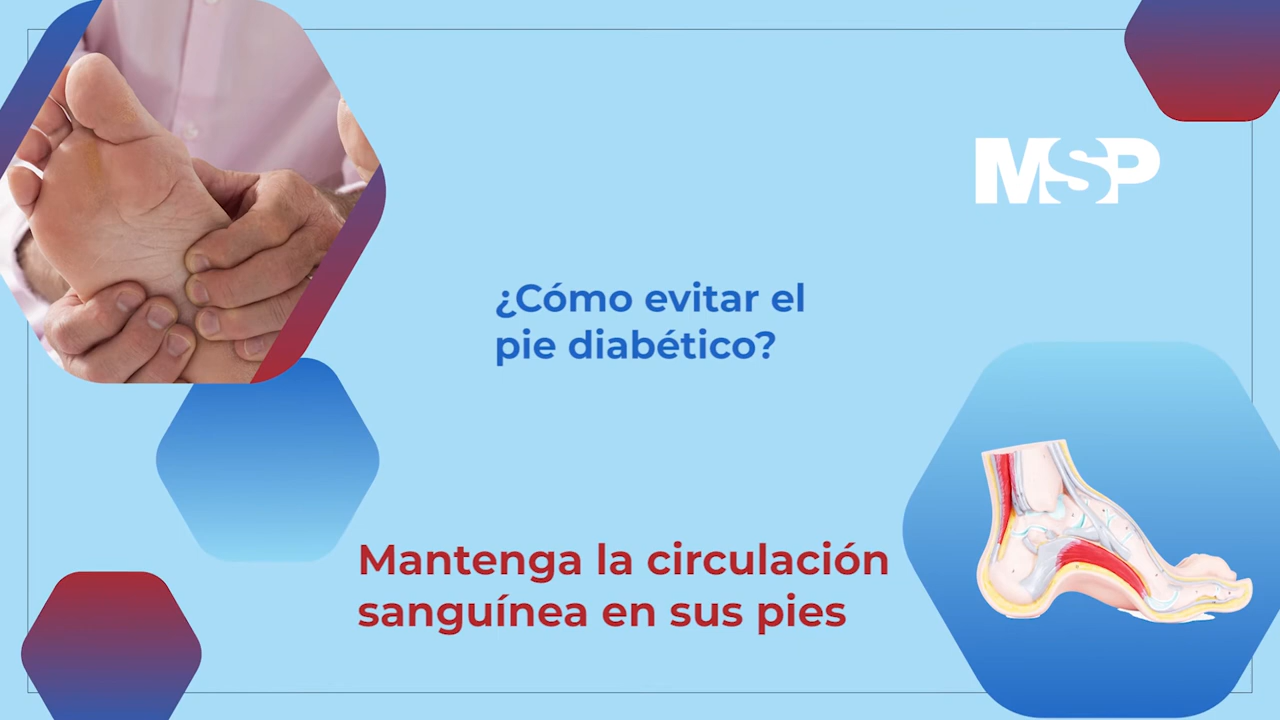 MSP
¿Cómo evitar el
pie diabético?
Mantenga la circulación
sanguínea en sus pies